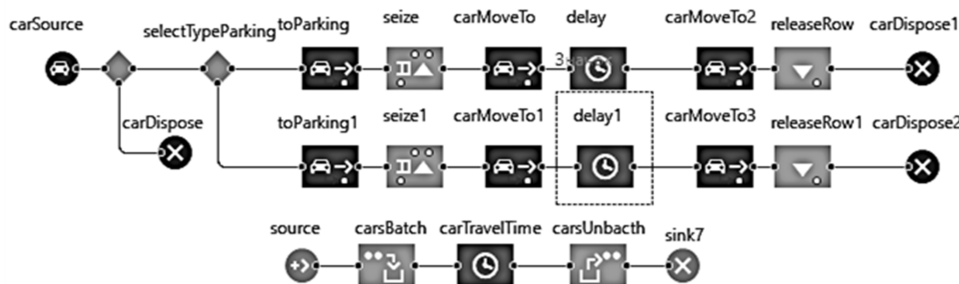 carSource selectTypeParking toParking seize carMoveTo delay carMoveTo2 releaseRow carDispose1
carDispose toParking1 seize1 carMoveTo1 delay1 carMoveTo3 releaseRow1 carDispose2
source carsBatch carTravelTime carsUnbacth sink7